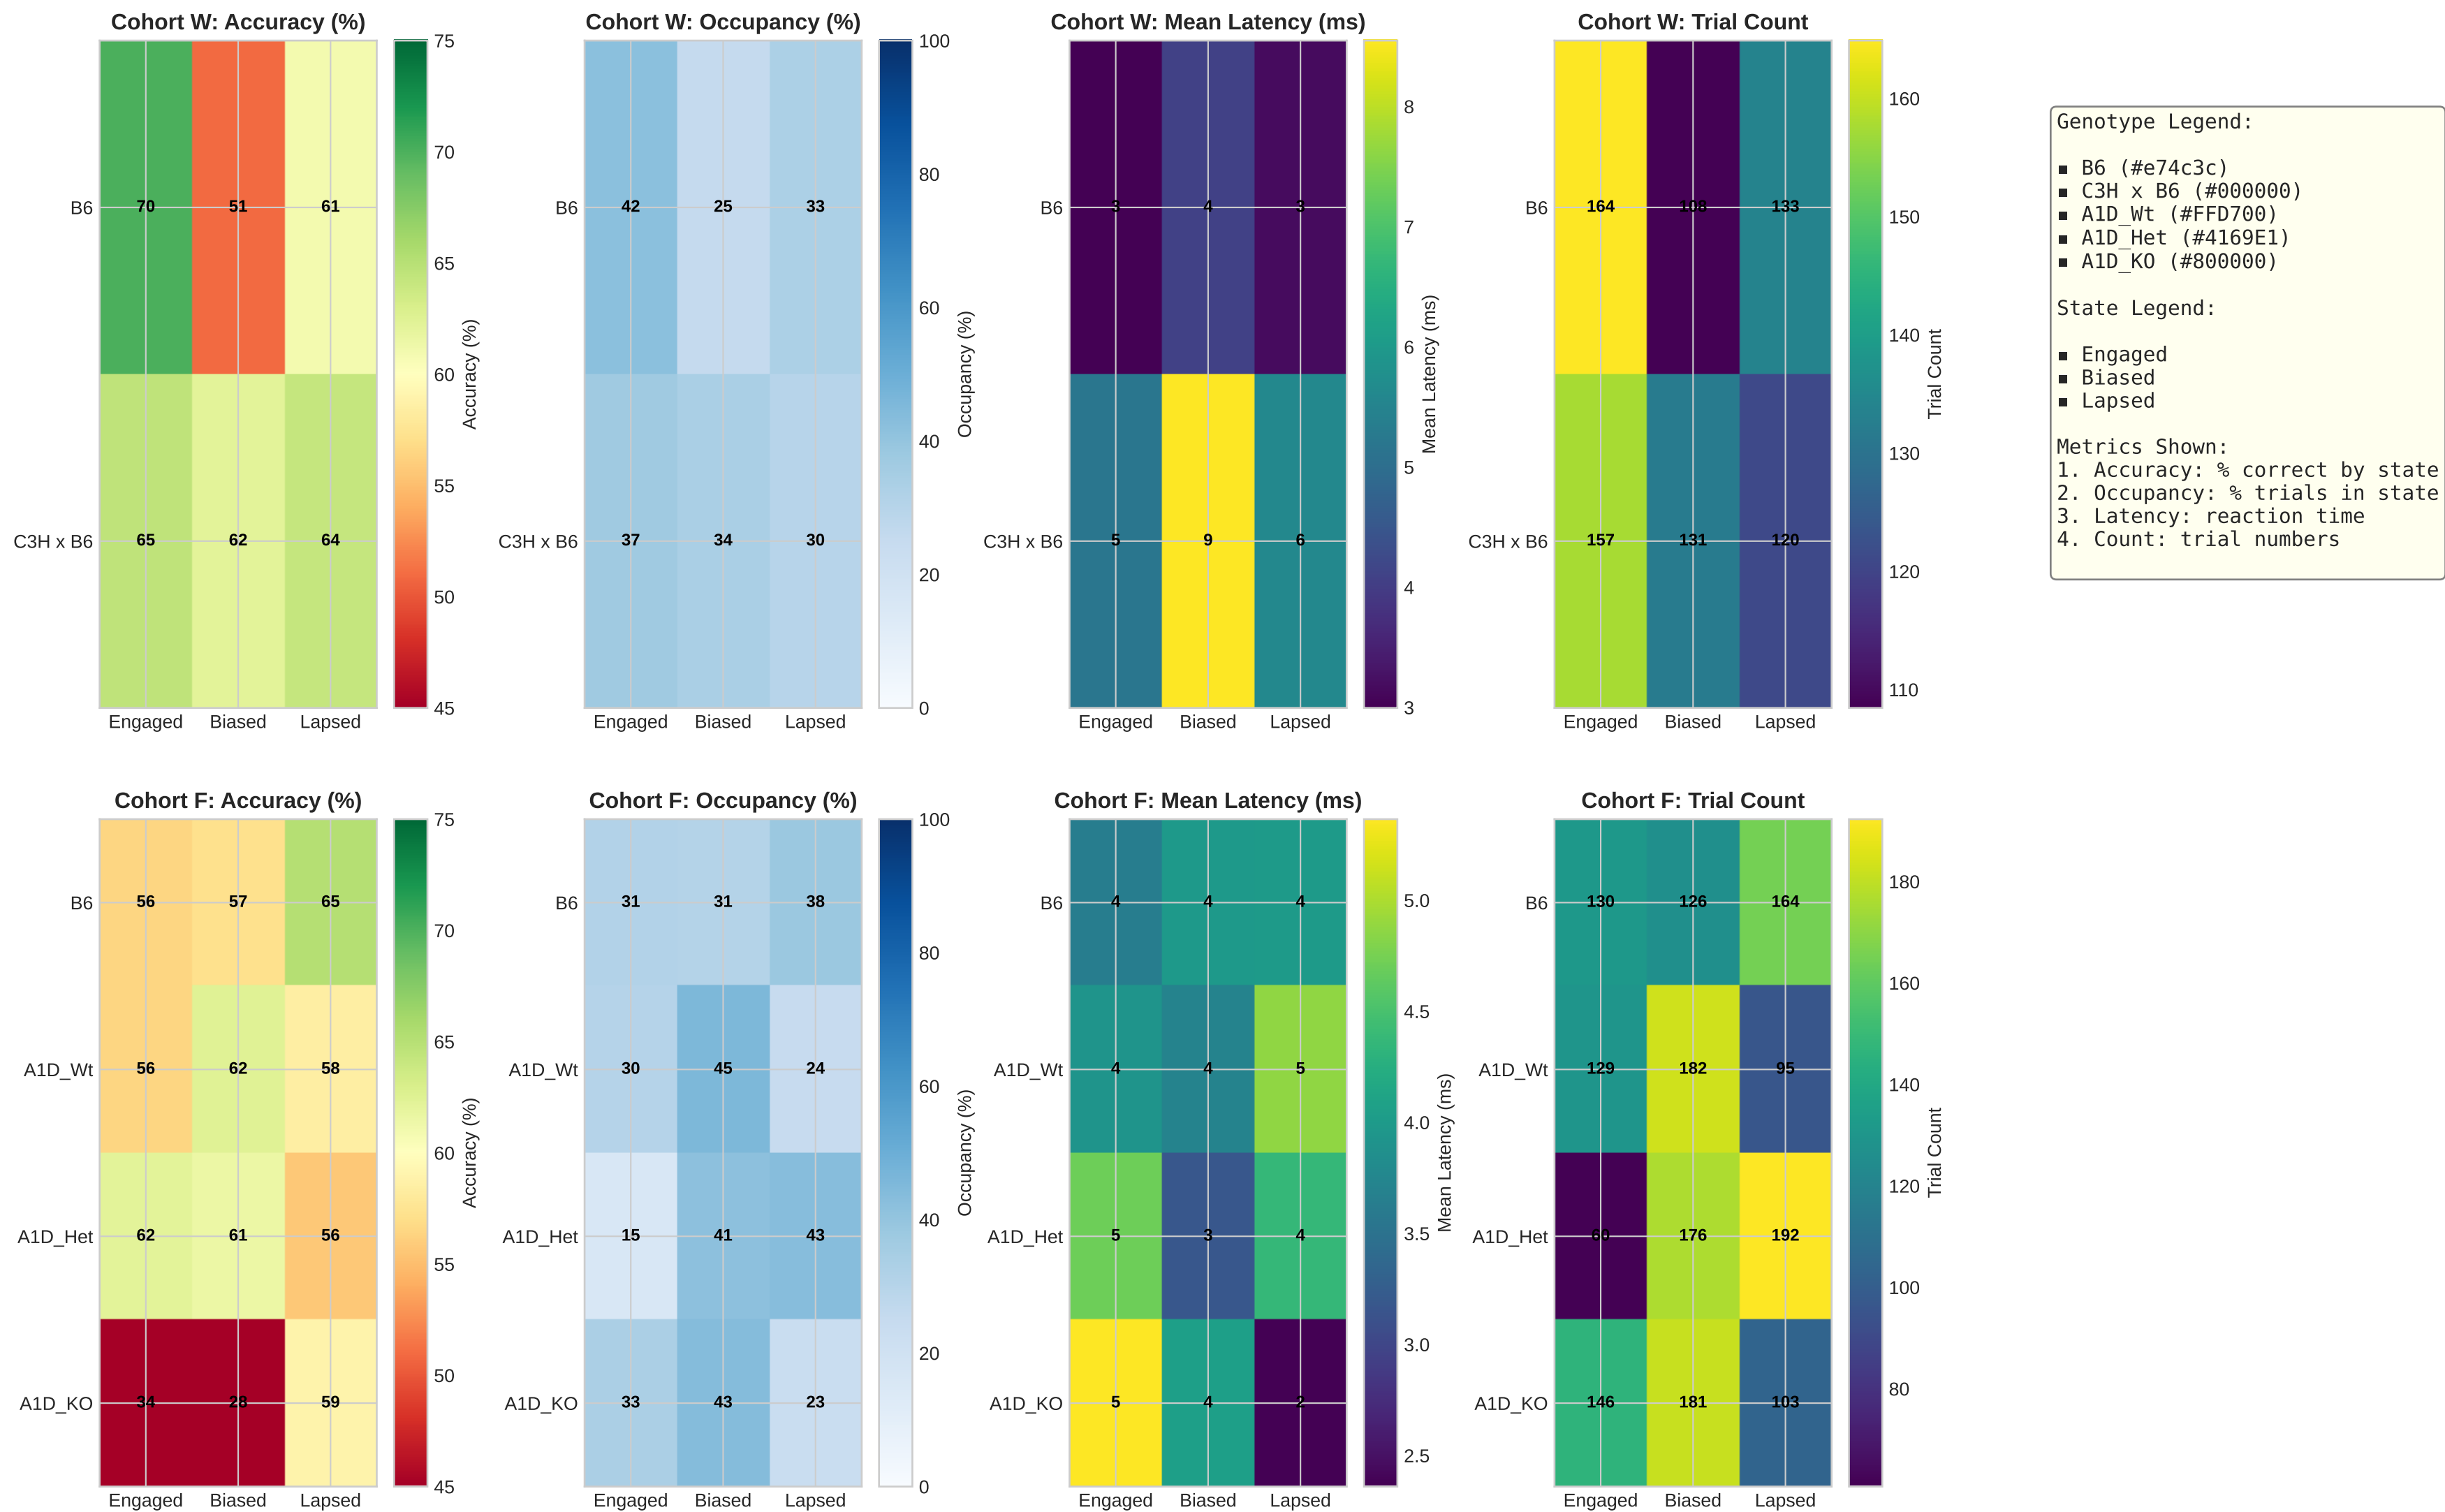 Cohort W: Accuracy (%)
B6
C3H x B6
70 51 61
65 62 64
Engaged Biased Lapsed
75
70
65
60
55
50
45
Accuracy (%)
Cohort W: Occupancy (%)
B6
C3H x B6
42 25 33
37 34 30
Engaged Biased Lapsed
100
80
60
40
20
0
Occupancy (%)
Cohort W: Mean Latency (ms)
B6
C3H x B6
3 4 3
5 9 6
Engaged Biased Lapsed
8
7
6
5
4
3
Mean Latency (ms)
Cohort W: Trial Count
B6
C3H x B6
164 108 133
157 131 120
Engaged Biased Lapsed
160
150
140
130
120
110
Trial Count
Genotype Legend:
▪ B6 (#e74c3c)
▪ C3H x B6 (#000000)
▪ A1D_Wt (#FFD700)
▪ A1D_Het (#4169E1)
▪ A1D_KO (#800000)
State Legend:
▪ Engaged
▪ Biased
▪ Lapsed
Metrics Shown:
1. Accuracy: % correct by state
2. Occupancy: % trials in state
3. Latency: reaction time
4. Count: trial numbers
Cohort F: Accuracy (%)
B6
A1D_Wt
A1D_Het
A1D_KO
56 57 65
56 62 58
62 61 56
34 28 59
Engaged Biased Lapsed
75
70
65
60
55
50
45
Accuracy (%)
Cohort F: Occupancy (%)
B6
A1D_Wt
A1D_Het
A1D_KO
31 31 38
30 45 24
15 41 43
33 43 23
Engaged Biased Lapsed
100
80
60
40
20
0
Occupancy (%)
Cohort F: Mean Latency (ms)
B6
A1D_Wt
A1D_Het
A1D_KO
4 4 4
4 4 5
5 3 4
5 4 2
Engaged Biased Lapsed
5.0
4.5
4.0
3.5
3.0
2.5
Mean Latency (ms)
Cohort F: Trial Count
B6
A1D_Wt
A1D_Het
A1D_KO
130 126 164
129 182 95
176 192
146 181 103
Engaged Biased Lapsed
180
160
140
120
100
80
Trial Count